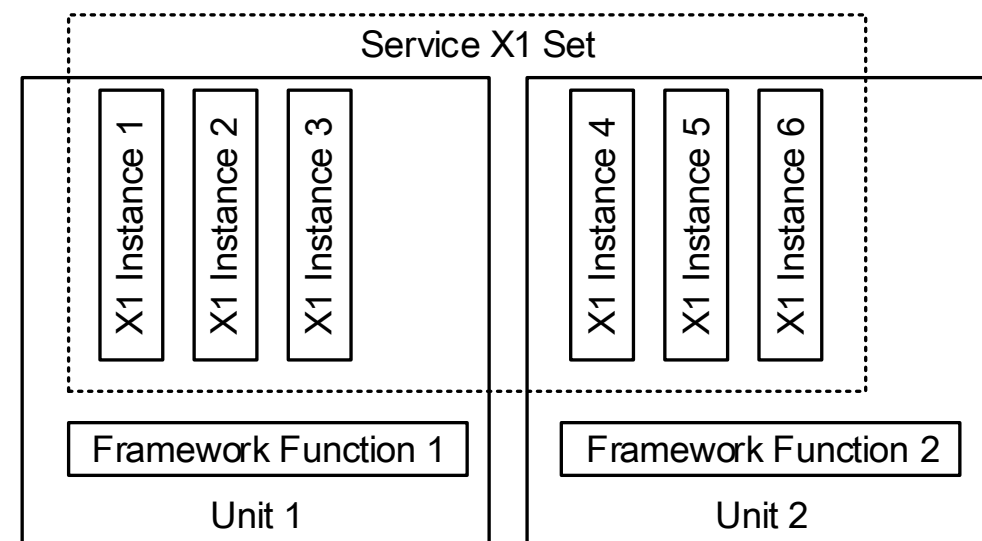 Service X1 Set
X1 Instance 1
X1 Instance 2
X1 Instance 3
X1 Instance 4
X1 Instance 5
X1 Instance 6
Framework Function 1
Framework Function 2
Unit 1
Unit 2